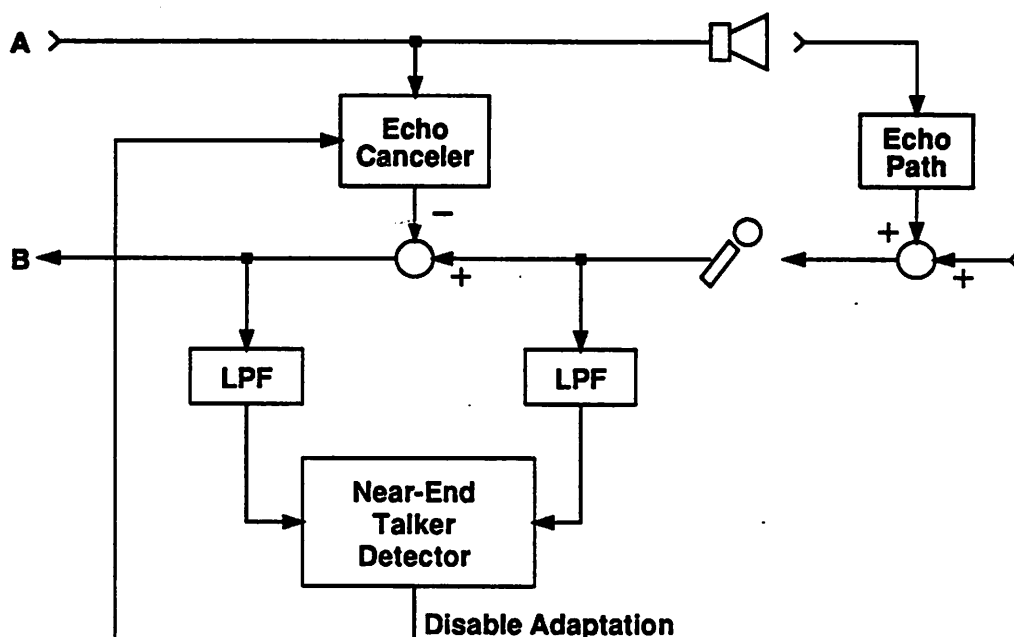 A
Echo
Canceler
Echo
Path
−
+
B
+
+
LPF
LPF
Near-End
Talker
Detector
Disable Adaptation